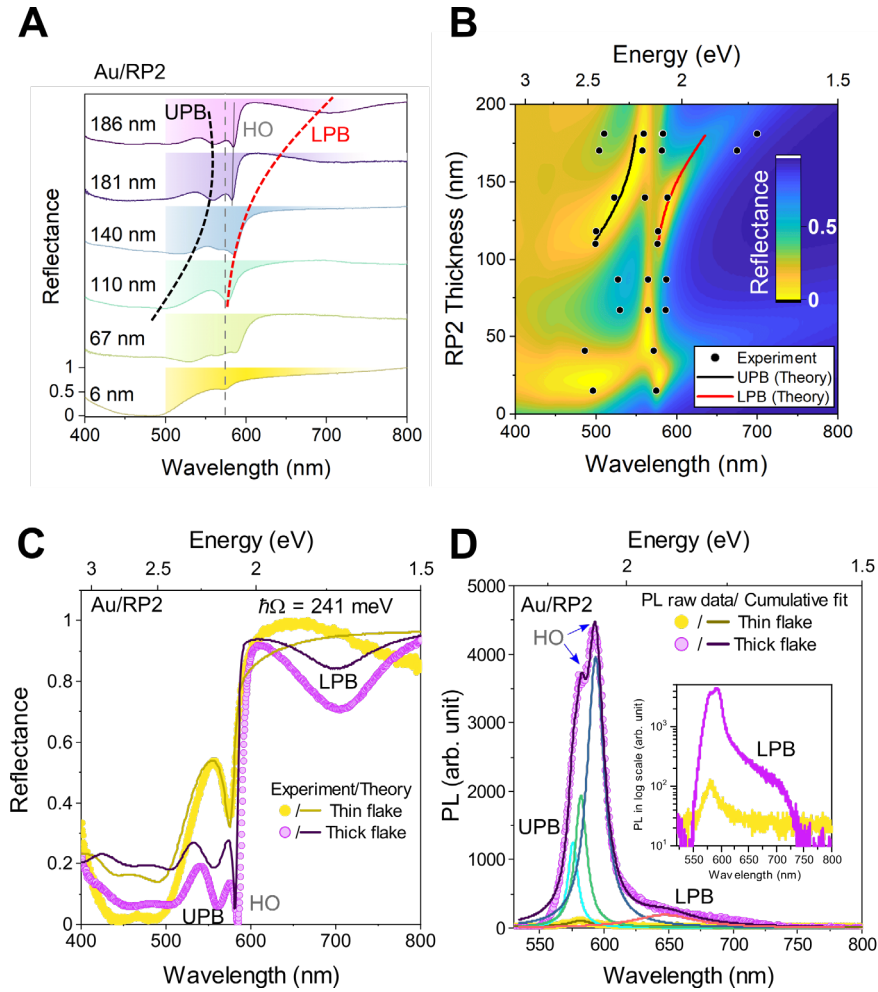 A
Au/RP2
186 nm
UPB
HO
LPB
181 nm
140 nm
110 nm
67 nm
6 nm
1
0.5
0
Reflectance
400 500 600 700 800
Wavelength (nm)
B
Energy (eV)
3 2.5 2 1.5
200
150
100
50
0
RP2 Thickness (nm)
Reflectance
0.5
0
Experiment
UPB (Theory)
LPB (Theory)
400 500 600 700 800
Wavelength (nm)
C
Energy (eV)
3 2.5 2 1.5
Au/RP2
ℏΩ = 241 meV
1
0.8
0.6
0.4
0.2
0
Reflectance
LPB
Experiment/Theory
/ Thin flake
/ Thick flake
UPB
HO
400 500 600 700 800
Wavelength (nm)
D
Energy (eV)
2 1.5
5000
4500
4000
3500
3000
2500
2000
1500
1000
500
0
PL (arb. unit)
Au/RP2
PL raw data/ Cumulative fit
/ Thin flake
/ Thick flake
HO
UPB
LPB
PL in log scale (arb. unit)
10³
10²
10¹
LPB
550 600 650 700 750 800
Wavelength (nm)
550 600 650 700 750 800
Wavelength (nm)